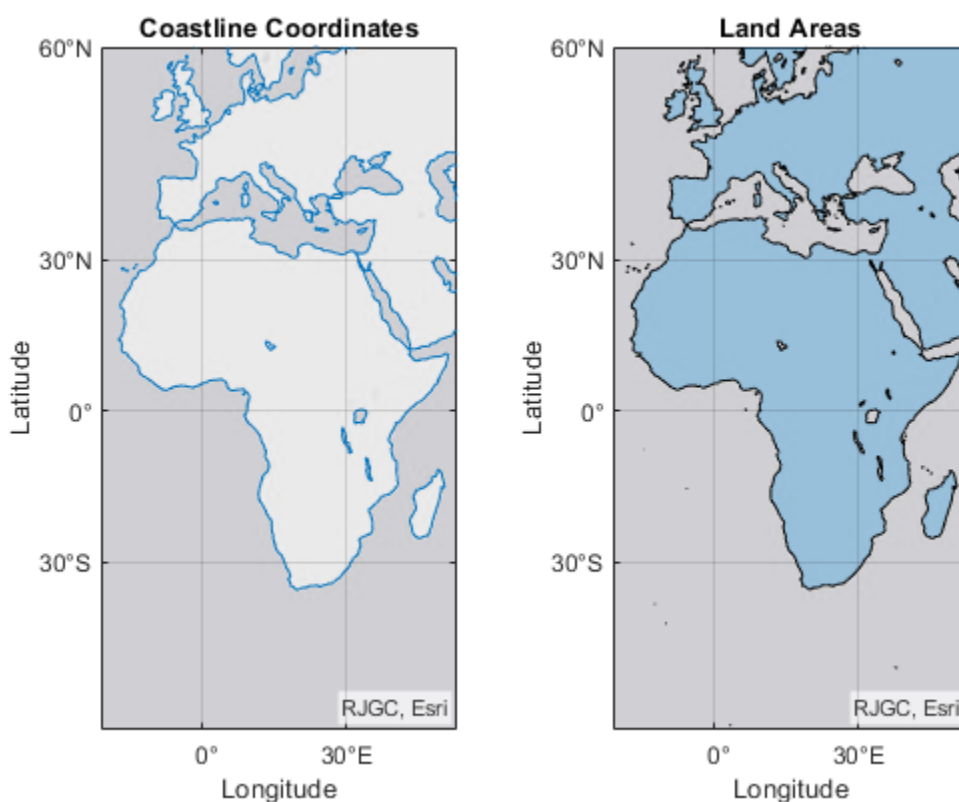 Coastline Coordinates
60°N
30°N
0°
30°S
Latitude
RJGC, Esri
0°
30°E
Longitude
Land Areas
60°N
30°N
0°
30°S
Latitude
RJGC, Esri
0°
30°E
Longitude